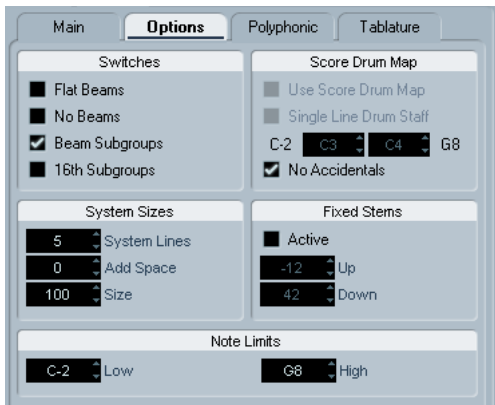 Main Options Polyphonic Tablature
Switches
Flat Beams
No Beams
Beam Subgroups
16th Subgroups
Score Drum Map
Use Score Drum Map
Single Line Drum Staff
C-2 C3 C4 G8
No Accidentals
System Sizes
5 System Lines
0 Add Space
100 Size
Fixed Stems
Active
-12 Up
42 Down
Note Limits
C-2 Low G8 High